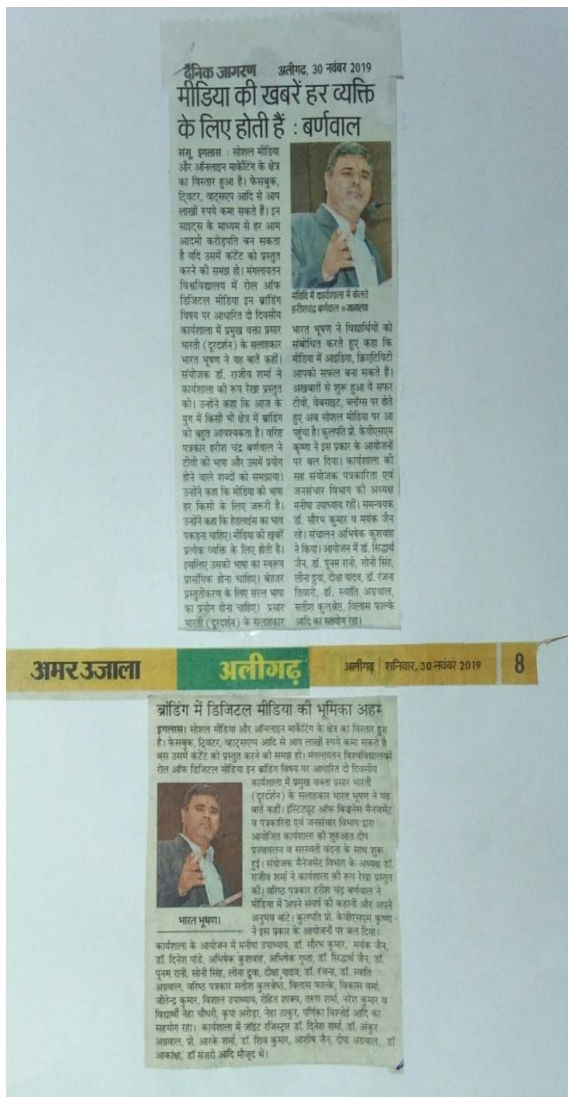 दैनिक जागरण अलीगढ़, 30 नवंबर 2019
मीडिया की खबरें हर व्यक्ति
के लिए होती हैं : बर्णवाल
संसू, इगलास : सोशल मीडिया
और ऑनलाइन मार्केटिंग के क्षेत्र
का विस्तार हुआ है। फेसबुक,
ट्विटर, वाट्सएप आदि से आप
लाखों रुपये कमा सकते हैं। इन
साइट्स के माध्यम से हर आम
आदमी करोड़पति बन सकता
है यदि उसमें कंटेंट को प्रस्तुत
करने की समझ हो। मंगलायतन
विश्वविद्यालय में रोल ऑफ
डिजिटल मीडिया इन ब्रांडिंग
विषय पर आधारित दो दिवसीय
कार्यशाला में प्रमुख वक्ता प्रसार
भारती (दूरदर्शन) के सलाहकार
भारत भूषण ने यह बातें कहीं।
संयोजक डॉ. राजीव शर्मा ने
कार्यशाला की रूप रेखा प्रस्तुत
की। उन्होंने कहा कि आज के
युग में किसी भी क्षेत्र में ब्रांडिंग
की बहुत आवश्यकता है। वरिष्ठ
पत्रकार हरीश चंद्र बर्णवाल ने
टीवी की भाषा और उसमें प्रयोग
होने वाले शब्दों को समझाया।
उन्होंने कहा कि मीडिया की भाषा
हर किसी के लिए जरूरी है।
उन्होंने कहा कि हेडलाइंस का भाव
पकड़ना चाहिए। मीडिया की खबरें
प्रत्येक व्यक्ति के लिए होती है।
इसलिए उसकी भाषा का स्वरूप
प्रासंगिक होना चाहिए। बेहतर
प्रस्तुतीकरण के लिए सरल भाषा
का प्रयोग होना चाहिए। प्रसार
भारती (दूरदर्शन) के सलाहकार
मंविवि में कार्यशाला में बोलते
हरीशचंद्र बर्णवाल ● जागरण
भारत भूषण ने विद्यार्थियों को
संबोधित करते हुए कहा कि
मीडिया में आइडिया, क्रिएटिविटी
आपको सफल बना सकते हैं।
अखबारों से शुरू हुआ ये सफर
टीवी, वेबसाइट, ब्लॉग्स पर होते
हुए अब सोशल मीडिया पर आ
पहुंचा है। कुलपति प्रो. केवीएसएम
कृष्णा ने इस प्रकार के आयोजनों
पर बल दिया। कार्यशाला की
सह संयोजक पत्रकारिता एवं
जनसंचार विभाग की अध्यक्ष
मनीषा उपाध्याय रहीं। समन्वयक
डॉ. सौरभ कुमार व मयंक जैन
रहे। संचालन अभिषेक कुशवाह
ने किया। आयोजन में डॉ. सिद्धार्थ
जैन, डॉ. पूनम रानी, सोनी सिंह,
लीना दुवा, दीक्षा यादव, डॉ. रंजना
तिवारी, डॉ. स्वाति अग्रवाल,
सतीश कुलश्रेष्ठ, विलास फाल्के
आदि का सहयोग रहा।
अमर उजाला अलीगढ़ अलीगढ़ | शनिवार, 30 नवंबर 2019 8
ब्रांडिंग में डिजिटल मीडिया की भूमिका अहम
इगलास। सोशल मीडिया और ऑनलाइन मार्केटिंग के क्षेत्र का विस्तार हुआ
है। फेसबुक, ट्विटर, व्हाट्सएप्प आदि से आप लाखों रुपये कमा सकते है
बस उसमें कंटेंट को प्रस्तुत करने की समझ हो। मंगलायतन विश्वविद्यालय में
रोल ऑफ डिजिटल मीडिया इन ब्रांडिंग विषय पर आधारित दो दिवसीय
कार्यशाला में प्रमुख वक्ता प्रसार भारती
(दूरदर्शन) के सलाहकार भारत भूषण ने यह
बातें कहीं। इंस्टिट्यूट ऑफ बिज़नेस मैनेजमेंट
व पत्रकारिता एवं जनसंचार विभाग द्वारा
आयोजित कार्यशाला की शुरुआत दीप
प्रज्जवलन व सरस्वती वंदना के साथ शुरू
हुई। संयोजक मैनेजमेंट विभाग के अध्यक्ष डॉ.
राजीव शर्मा ने कार्यशाला की रूप रेखा प्रस्तुत
की। वरिष्ठ पत्रकार हरीश चंद्र बर्णवाल ने
मीडिया में अपने संघर्ष की कहानी और अपने
अनुभव बांटे। कुलपति प्रो. केवीएसएम कृष्णा
ने इस प्रकार के आयोजनों पर बल दिया।
भारत भूषण।
कार्यशाला के आयोजन में मनीषा उपाध्याय, डॉ. सौरभ कुमार, मयंक जैन,
डॉ. दिनेश पांडे, अभिषेक कुशवाह, अभिषेक गुप्ता, डॉ. सिद्धार्थ जैन, डॉ.
पूनम रानी, सोनी सिंह, लीना दुवा, दीक्षा यादव, डॉ. रंजना, डॉ. स्वाति
अग्रवाल, वरिष्ठ पत्रकार सतीश कुलश्रेष्ठ, विलास फाल्के, विकास वर्मा,
जीतेन्द्र कुमार, विशाल उपाध्याय, रोहित शाक्य, तरुण शर्मा, नरेश कुमार व
विद्यार्थी नेहा चौधरी, कृपा अरोड़ा, नेहा ठाकुर, पर्णिका विश्नोई आदि का
सहयोग रहा। कार्यशाला में जॉइंट रजिस्ट्रार डॉ. दिनेश शर्मा, डॉ. अंकुर
अग्रवाल, प्रो. आरके शर्मा, डॉ. शिव कुमार, आशीष जैन, दीपा अग्रवाल, डॉ
आकांक्षा, डॉ मंजरी आदि मौजूद थे।